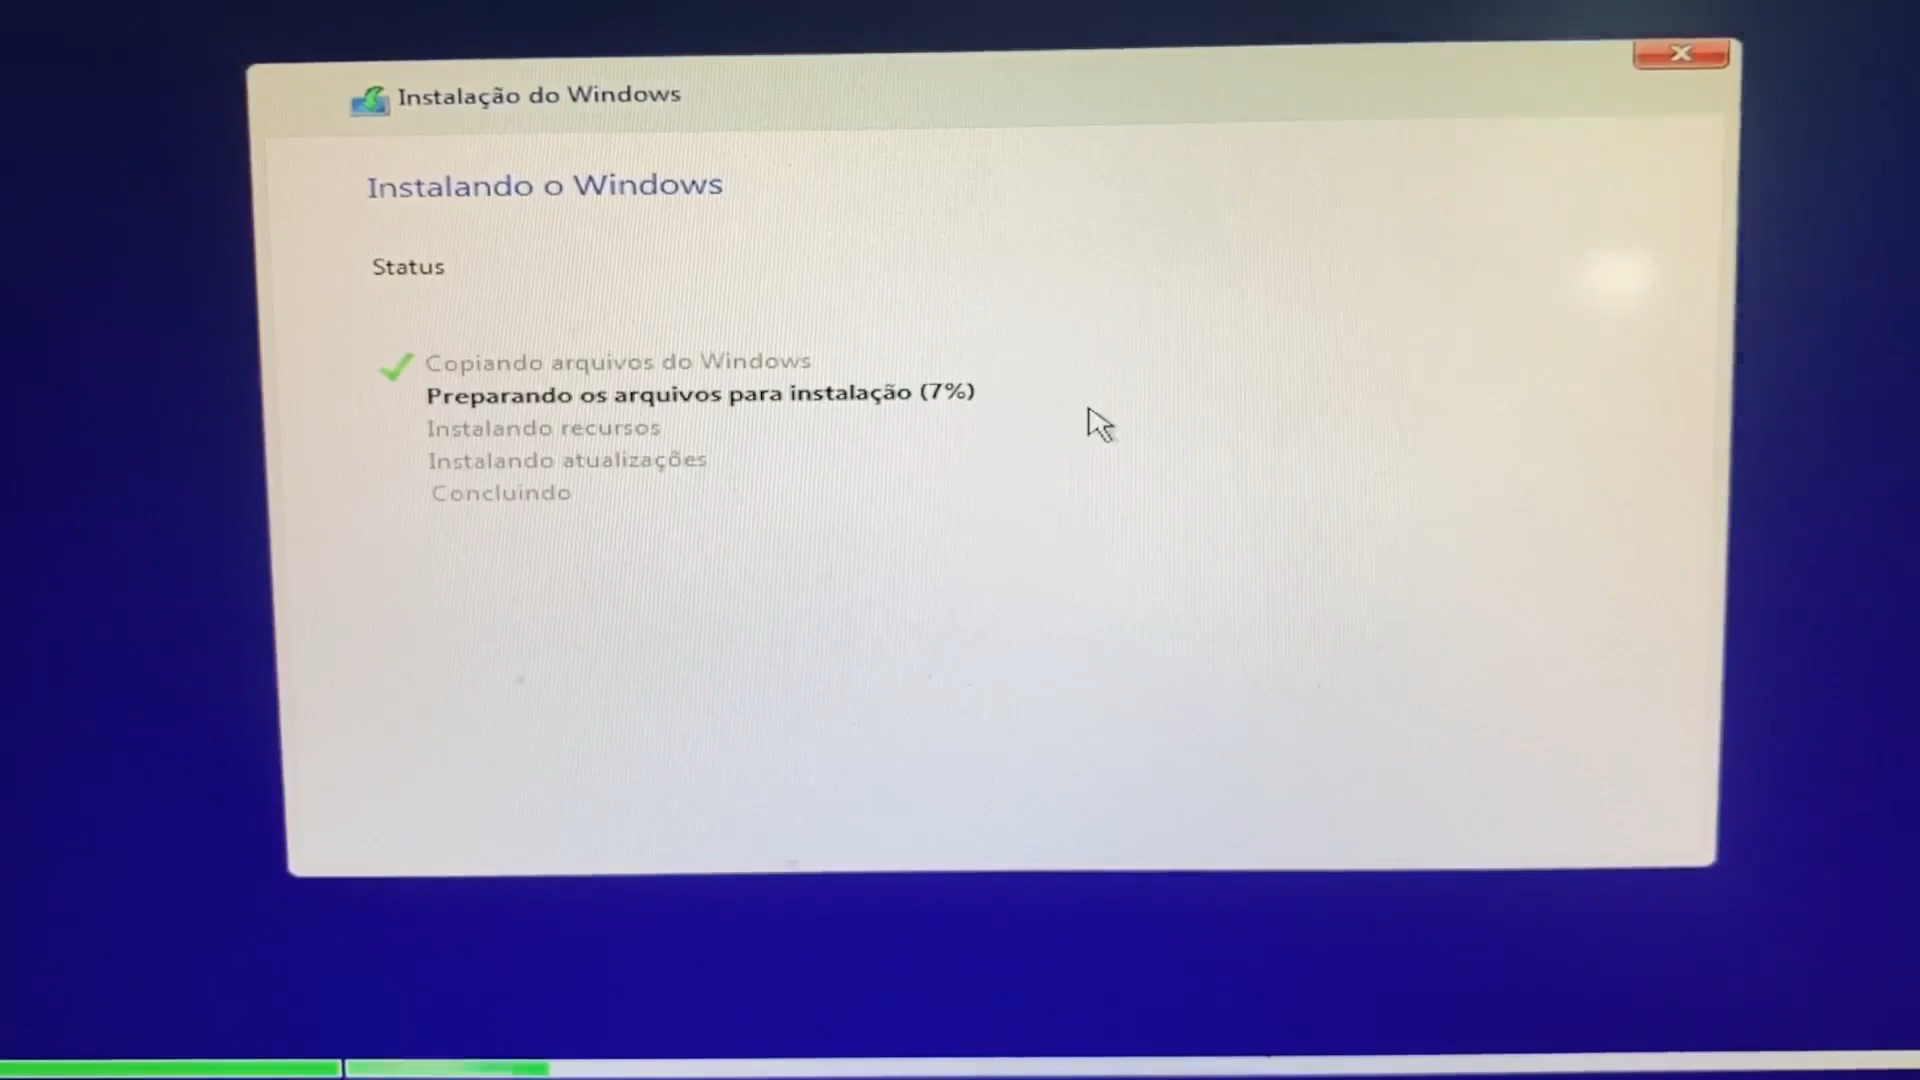 Instalação do Windows
Instalando o Windows
Status
Copiando arquivos do Windows
Preparando os arquivos para instalação (7%)
Instalando recursos
Instalando atualizações
Concluindo